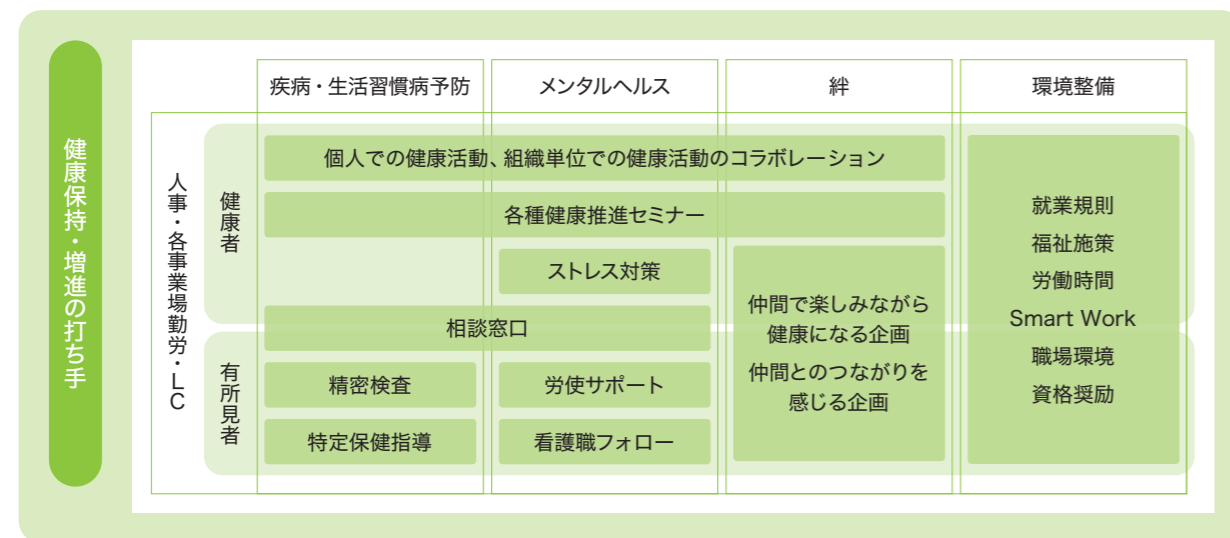 健康保持・増進の打ち手
疾病・生活習慣病予防
メンタルヘルス
絆
環境整備
人事・各事業場勤労・LC
健康者
個人での健康活動、組織単位での健康活動のコラボレーション
各種健康推進セミナー
ストレス対策
相談窓口
有所見者
精密検査
労使サポート
特定保健指導
看護職フォロー
仲間で楽しみながら
健康になる企画
仲間とのつながりを
感じる企画
就業規則
福祉施策
労働時間
Smart Work
職場環境
資格奨励